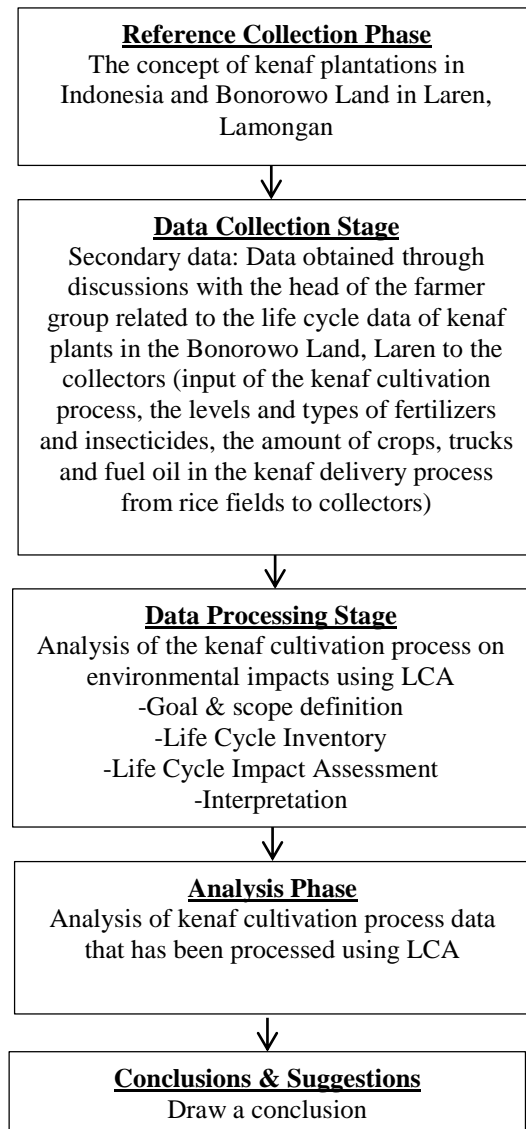 Reference Collection Phase
The concept of kenaf plantations in
Indonesia and Bonorowo Land in Laren,
Lamongan
Data Collection Stage
Secondary data: Data obtained through
discussions with the head of the farmer
group related to the life cycle data of kenaf
plants in the Bonorowo Land, Laren to the
collectors (input of the kenaf cultivation
process, the levels and types of fertilizers
and insecticides, the amount of crops, trucks
and fuel oil in the kenaf delivery process
from rice fields to collectors)
Data Processing Stage
Analysis of the kenaf cultivation process on
environmental impacts using LCA
-Goal & scope definition
-Life Cycle Inventory
-Life Cycle Impact Assessment
-Interpretation
Analysis Phase
Analysis of kenaf cultivation process data
that has been processed using LCA
Conclusions & Suggestions
Draw a conclusion